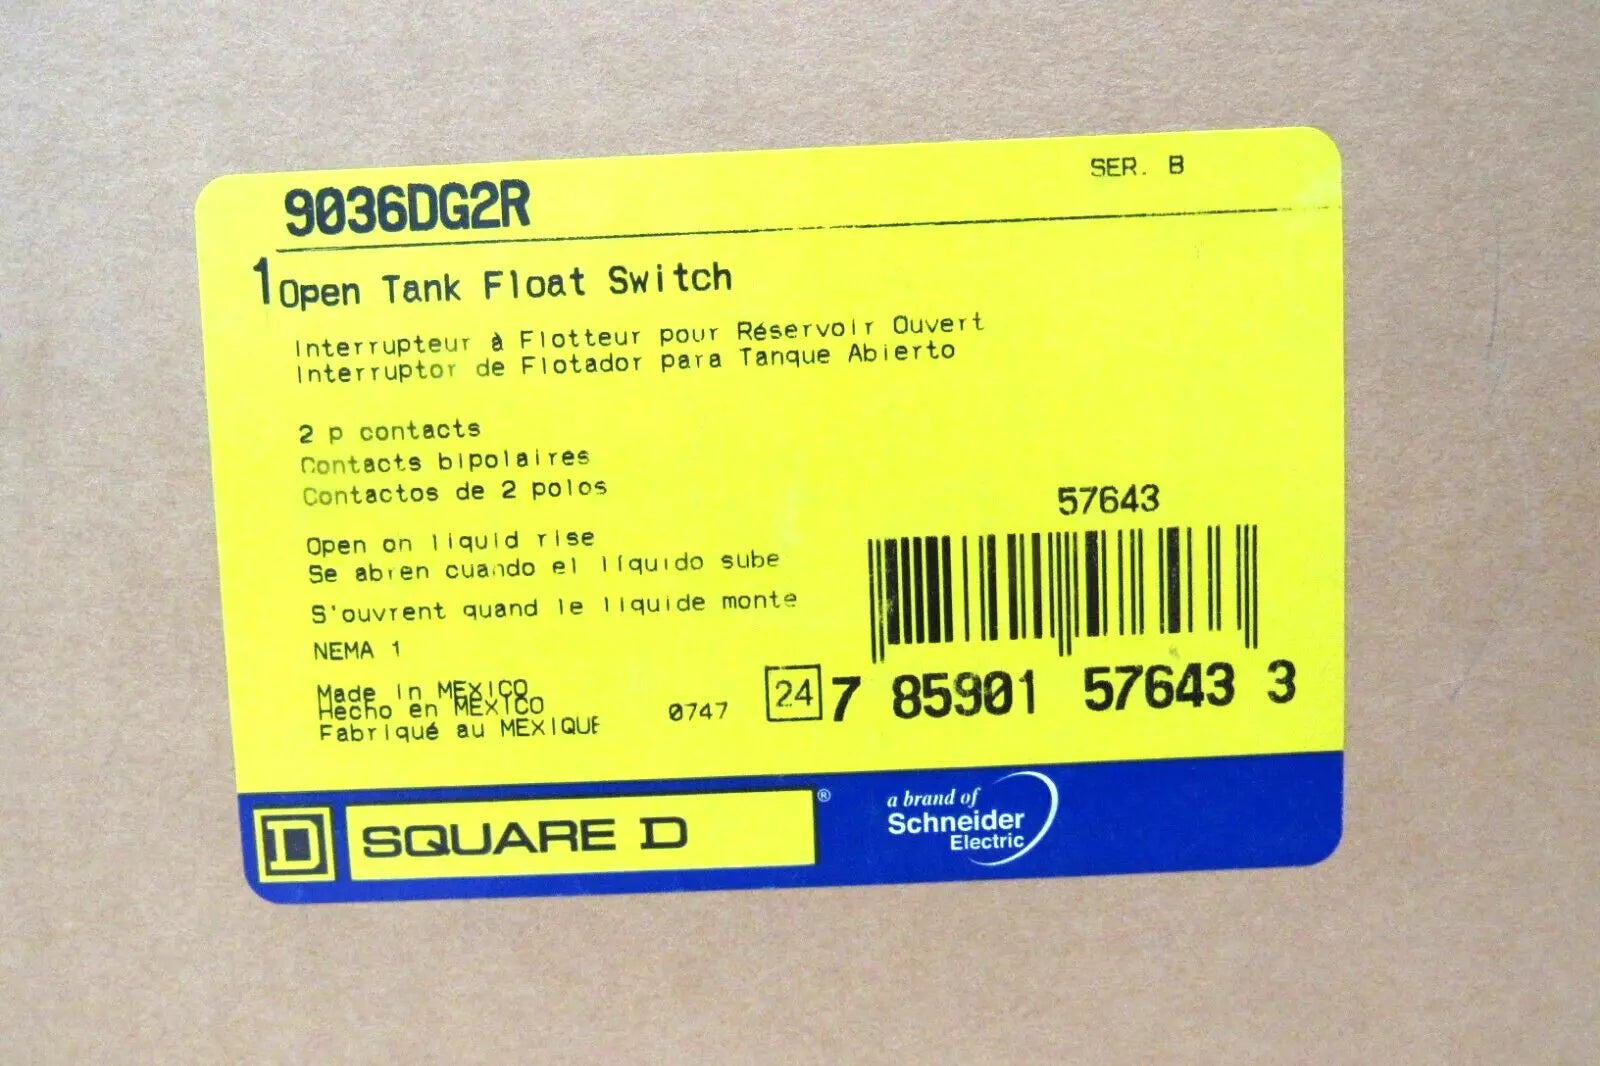 9036DG2R
SER. B
1 Open Tank Float Switch
Interrupteur à Flotteur pour Réservoir Ouvert
Interruptor de Flotador para Tanque Abierto
2 p contacts
Contacts bipolaires
Contactos de 2 polos
Open on liquid rise
Se abren cuando el líquido sube
S'ouvrent quand le liquide monte
NEMA 1
Made in MEXICO
Hecho en MEXICO
Fabriqué au MEXIQUE
0747
57643
24
7 85901 57643 3
D SQUARE D ®
a brand of
Schneider
Electric